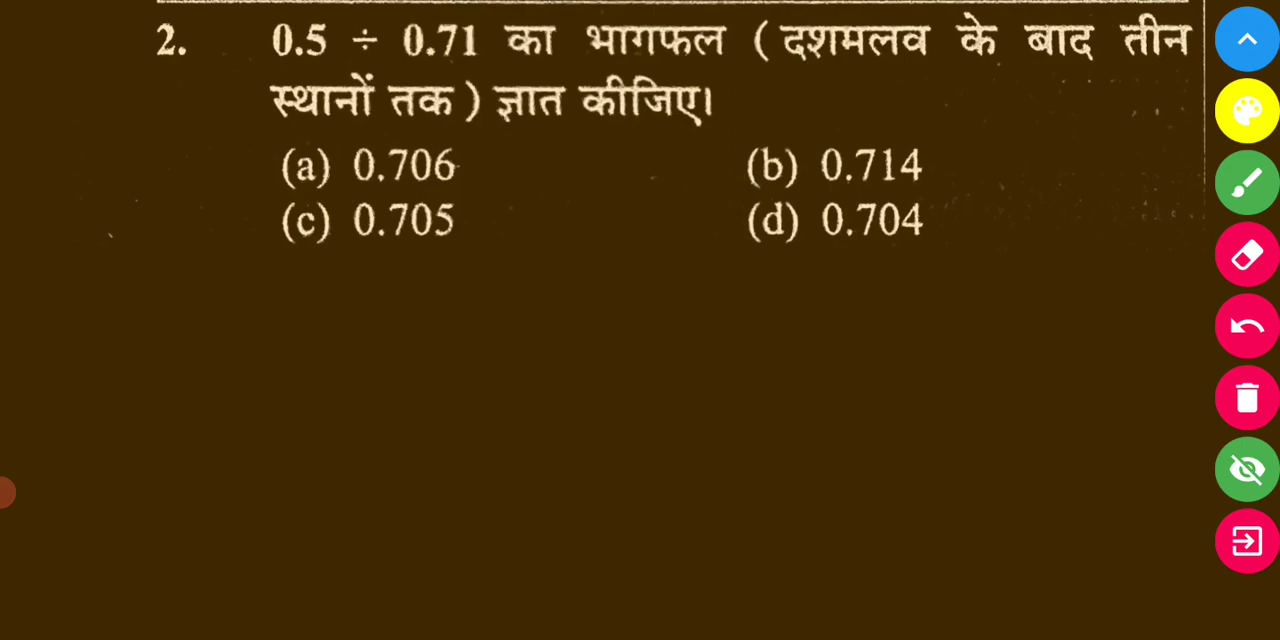 2. 0.5 ÷ 0.71 का भागफल ( दशमलव के बाद तीन
स्थानों तक ) ज्ञात कीजिए।
(a) 0.706 (b) 0.714
(c) 0.705 (d) 0.704